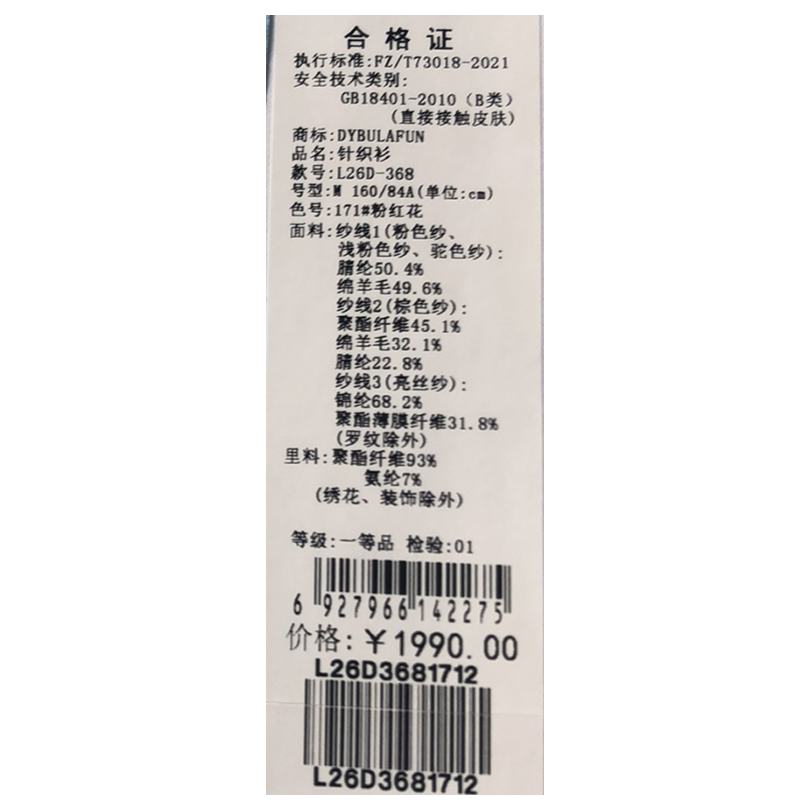 合格证
执行标准:FZ/T73018-2021
安全技术类别:
GB18401-2010（B类）
(直接接触皮肤)
商标:DYBULAFUN
品名:针织衫
款号:L26D-368
号型:M 160/84A(单位:cm)
色号:171#粉红花
面料:纱线1(粉色纱、
浅粉色纱、驼色纱):
腈纶50.4%
绵羊毛49.6%
纱线2(棕色纱):
聚酯纤维45.1%
绵羊毛32.1%
腈纶22.8%
纱线3(亮丝纱):
锦纶68.2%
聚酯薄膜纤维31.8%
(罗纹除外)
里料:聚酯纤维93%
氨纶7%
(绣花、装饰除外)
等级:一等品 检验:01
6 927966 142275
价格:￥1990.00
L26D3681712
L26D3681712